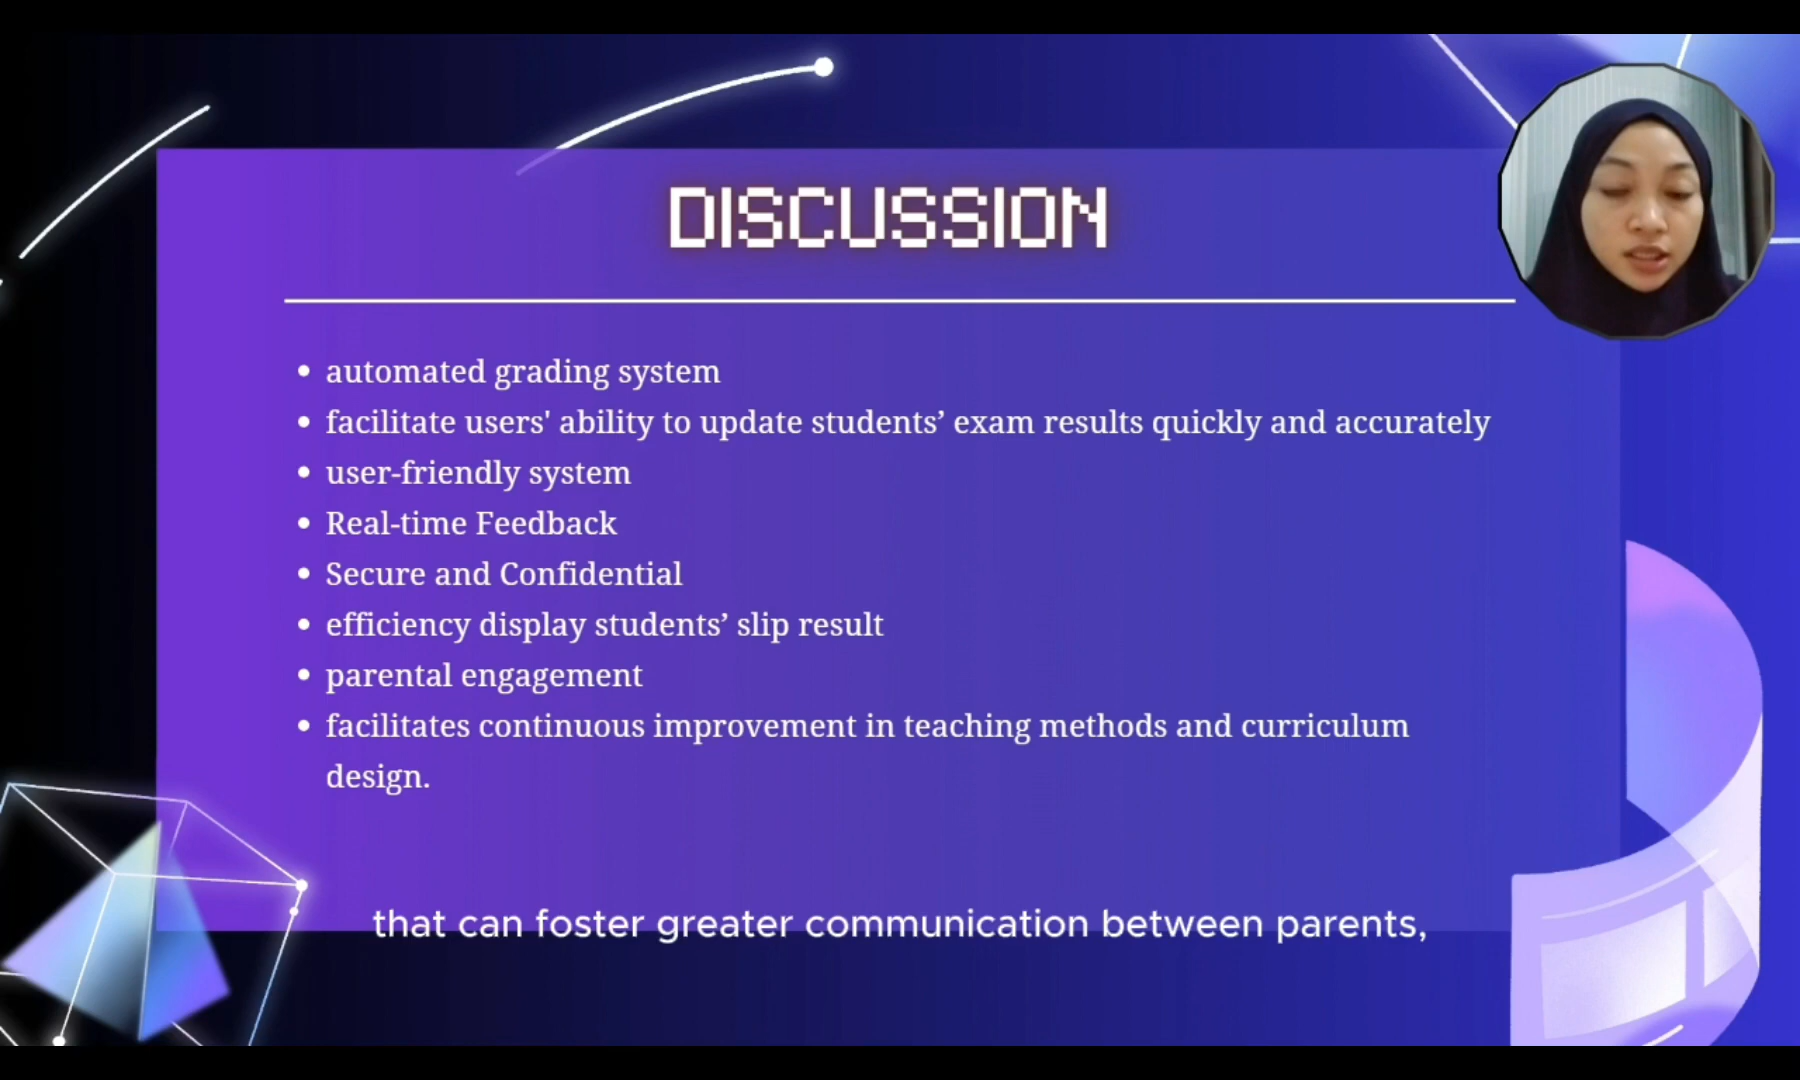 DISCUSSION
• automated grading system
• facilitate users' ability to update students’ exam results quickly and accurately
• user-friendly system
• Real-time Feedback
• Secure and Confidential
• efficiency display students’ slip result
• parental engagement
• facilitates continuous improvement in teaching methods and curriculum
design.
that can foster greater communication between parents,